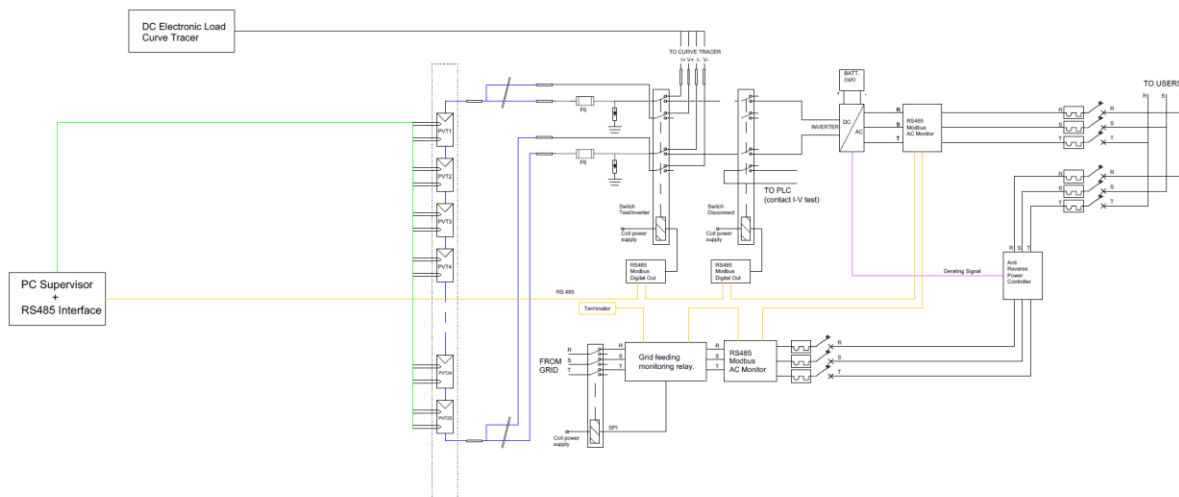 DC Electronic Load
Curve Tracer
TO CURVE TRACER
I+ V+ I- V-
BATT.
(opt)
+ -
TO USERS
R S
PVT1
PVT2
PVT3
PVT4
PVT24
PVT25
FS
FS
INVERTER
DC
AC
R
S
T
RS485
Modbus
AC Monitor
R
S
T
R
S
T
TO PLC
(contact I-V test)
Switch
Test/Inverter
Coil power
supply
Switch
Disconnect
Coil power
supply
R
S
T
R
S
T
R S T
RS485
Modbus
Digital Out
RS485
Modbus
Digital Out
Derating Signal
Anti
Reverse
Power
Controller
PC Supervisor
+
RS485 Interface
RS 485
Terminator
FROM
GRID
R
S
T
R
S
T
Grid feeding
monitoring relay.
R
S
T
RS485
Modbus
AC Monitor
R
S
T
Coil power
supply
SPI